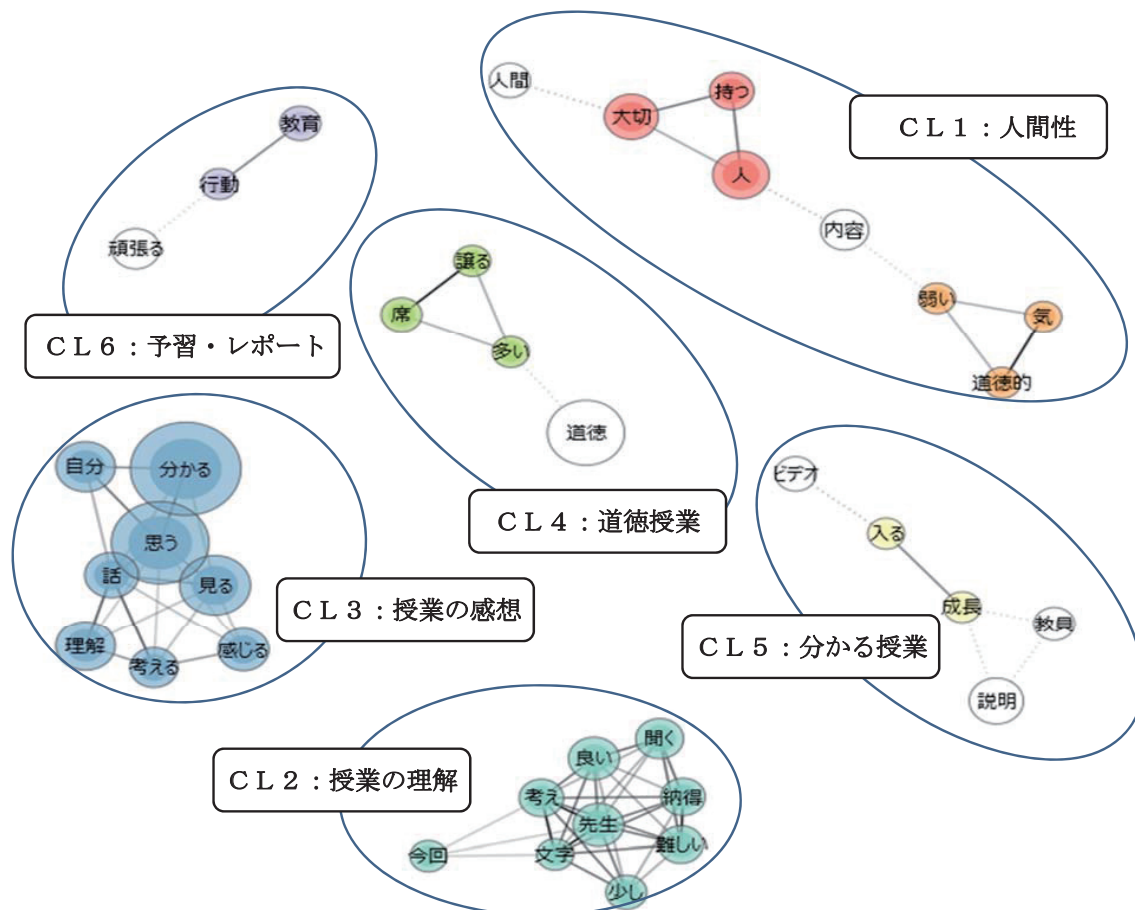 人間
持つ
大切
人
ＣＬ１：人間性
内容
弱い
気
道徳的
教育
行動
頑張る
ＣＬ６：予習・レポート
譲る
席
多い
道徳
ＣＬ４：道徳授業
自分
分かる
思う
話
見る
理解
考える
感じる
ＣＬ３：授業の感想
ビデオ
入る
成長
教員
説明
ＣＬ５：分かる授業
ＣＬ２：授業の理解
聞く
良い
考え
納得
先生
今回
文字
難しい
少し